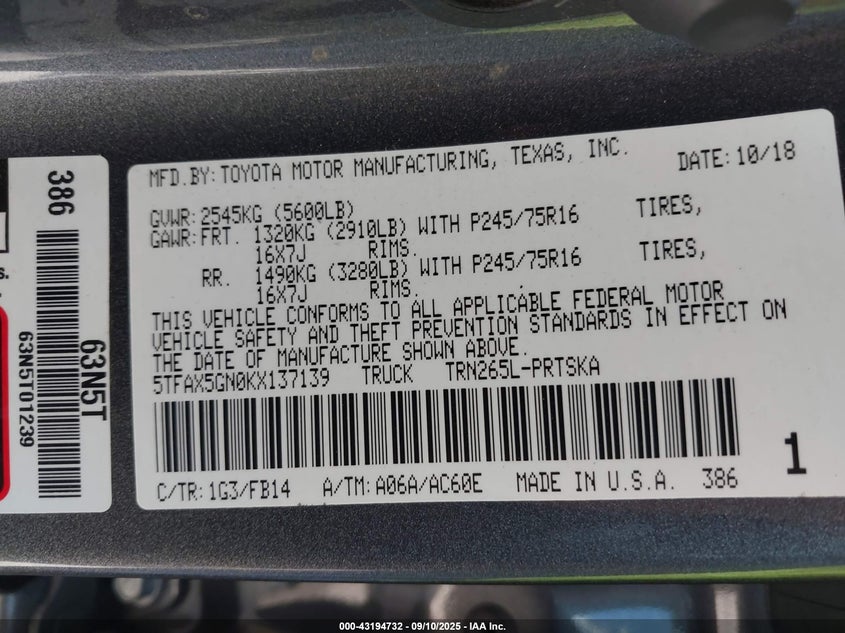 MFD.BY:TOYOTA MOTOR MANUFACTURING, TEXAS, INC. DATE:10/18
GVWR:2545KG (5600LB)
GAWR:FRT. 1320KG (2910LB) WITH P245/75R16 TIRES,
16X7J RIMS.
RR. 1490KG (3280LB) WITH P245/75R16 TIRES,
16X7J RIMS.
THIS VEHICLE CONFORMS TO ALL APPLICABLE FEDERAL MOTOR
VEHICLE SAFETY AND THEFT PREVENTION STANDARDS IN EFFECT ON
THE DATE OF MANUFACTURE SHOWN ABOVE.
5TFAX5GN0KX137139 TRUCK TRN265L-PRTSKA
1
C/TR:1G3/FB14 A/TM:A06A/AC60E MADE IN U.S.A. 386
386
63N5T
63N5T01239
s.
000-43194732 - 09/10/2025 - IAA Inc.